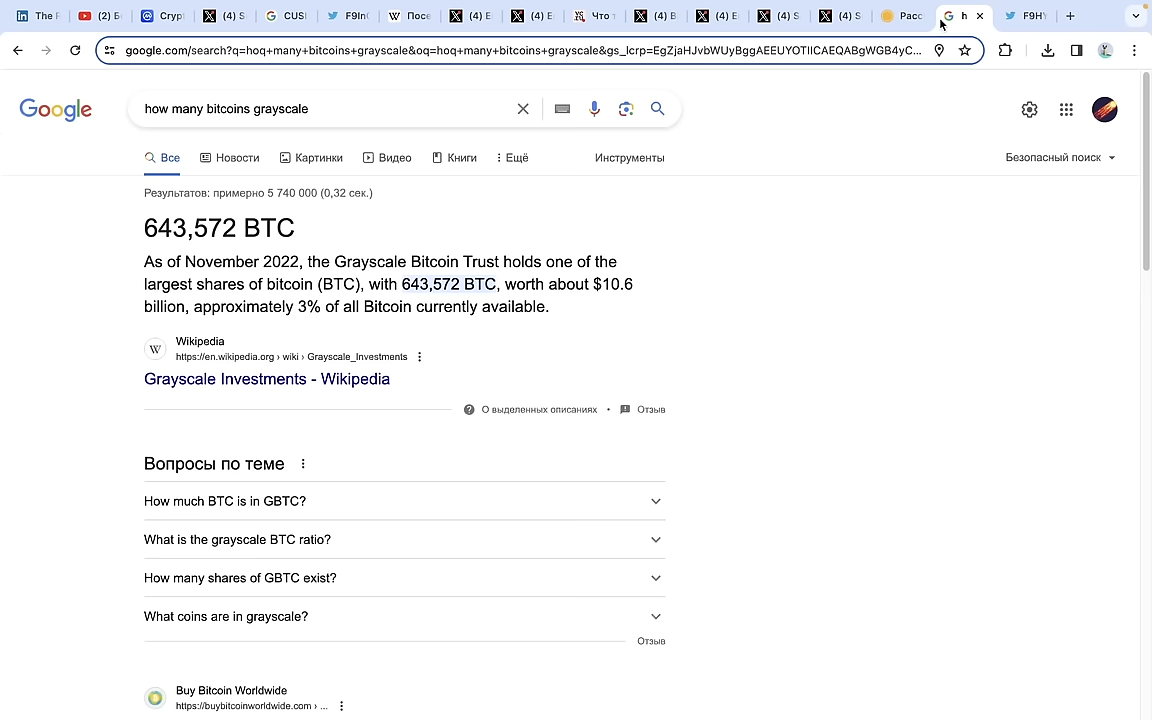 The F
(2) Б
Crypt
(4) S
CUSI
F9InC
Посе
(4) Ei
(4) Ei
Что т
(4) B
(4) Ei
(4) S
(4) S
Расс
h
F9HY
google.com/search?q=hoq+many+bitcoins+grayscale&oq=hoq+many+bitcoins+grayscale&gs_lcrp=EgZjaHJvbWUyBggAEEUYOTIICAEQABgWGB4yC...
Google
how many bitcoins grayscale
Все Новости Картинки Видео Книги Ещё Инструменты Безопасный поиск
Результатов: примерно 5 740 000 (0,32 сек.)
643,572 BTC
As of November 2022, the Grayscale Bitcoin Trust holds one of the
largest shares of bitcoin (BTC), with 643,572 BTC, worth about $10.6
billion, approximately 3% of all Bitcoin currently available.
Wikipedia
https://en.wikipedia.org › wiki › Grayscale_Investments
Grayscale Investments - Wikipedia
О выделенных описаниях • Отзыв
Вопросы по теме
How much BTC is in GBTC?
What is the grayscale BTC ratio?
How many shares of GBTC exist?
What coins are in grayscale?
Отзыв
Buy Bitcoin Worldwide
https://buybitcoinworldwide.com › ...